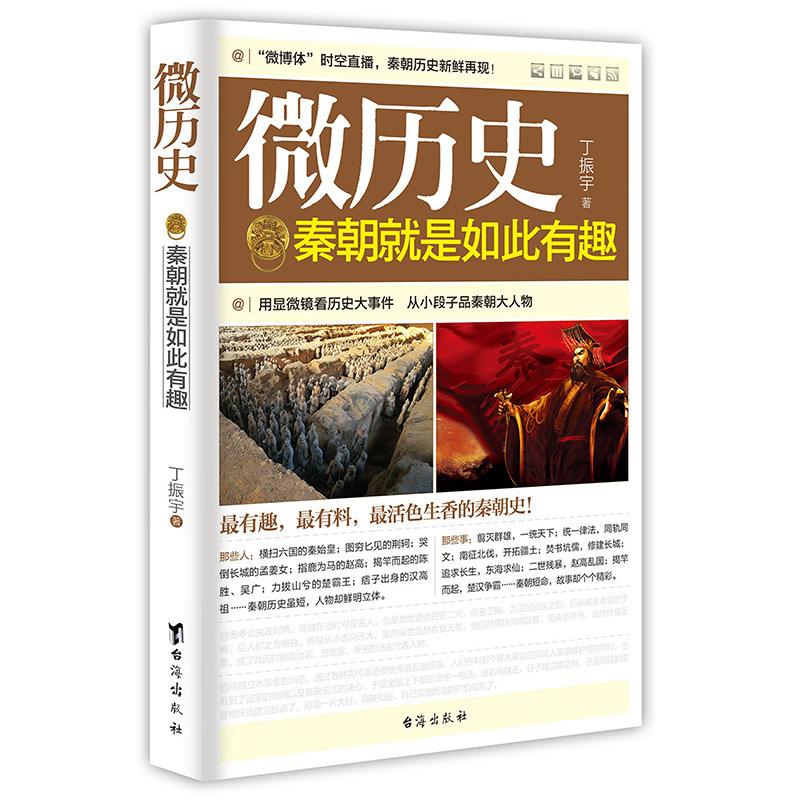 微历史
秦朝就是如此有趣
丁振宇 著
台海出版社
@ “微博体”时空直播，秦朝历史新鲜再现！
微历史
丁振宇 著
秦朝就是如此有趣
@ 用显微镜看历史大事件 从小段子品秦朝大人物
秦
最有趣，最有料，最活色生香的秦朝史！
那些人：横扫六国的秦始皇；图穷匕见的荆轲；哭
倒长城的孟姜女；指鹿为马的赵高；揭竿而起的陈
胜、吴广；力拔山兮的楚霸王；痞子出身的汉高
祖……秦朝历史虽短，人物却鲜明立体。
那些事：剪灭群雄，一统天下；统一律法，同轨同
文；南征北伐，开拓疆土；焚书坑儒，修建长城；
追求长生，东海求仙；二世残暴，赵高乱国；揭竿
而起，楚汉争霸……秦朝短命，故事却个个精彩。
台海出版社